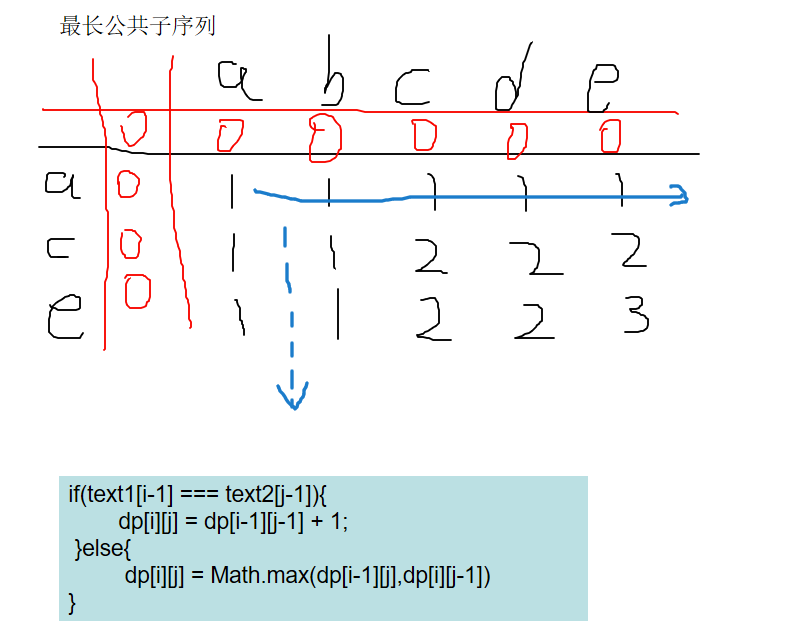 最长公共子序列
a b c d e
0 0 0 0 0 0
a 0 1 1 1 1 1
c 0 1 1 2 2 2
e 0 1 1 2 2 3
if(text1[i-1] === text2[j-1]){
dp[i][j] = dp[i-1][j-1] + 1;
}else{
dp[i][j] = Math.max(dp[i-1][j],dp[i][j-1])
}